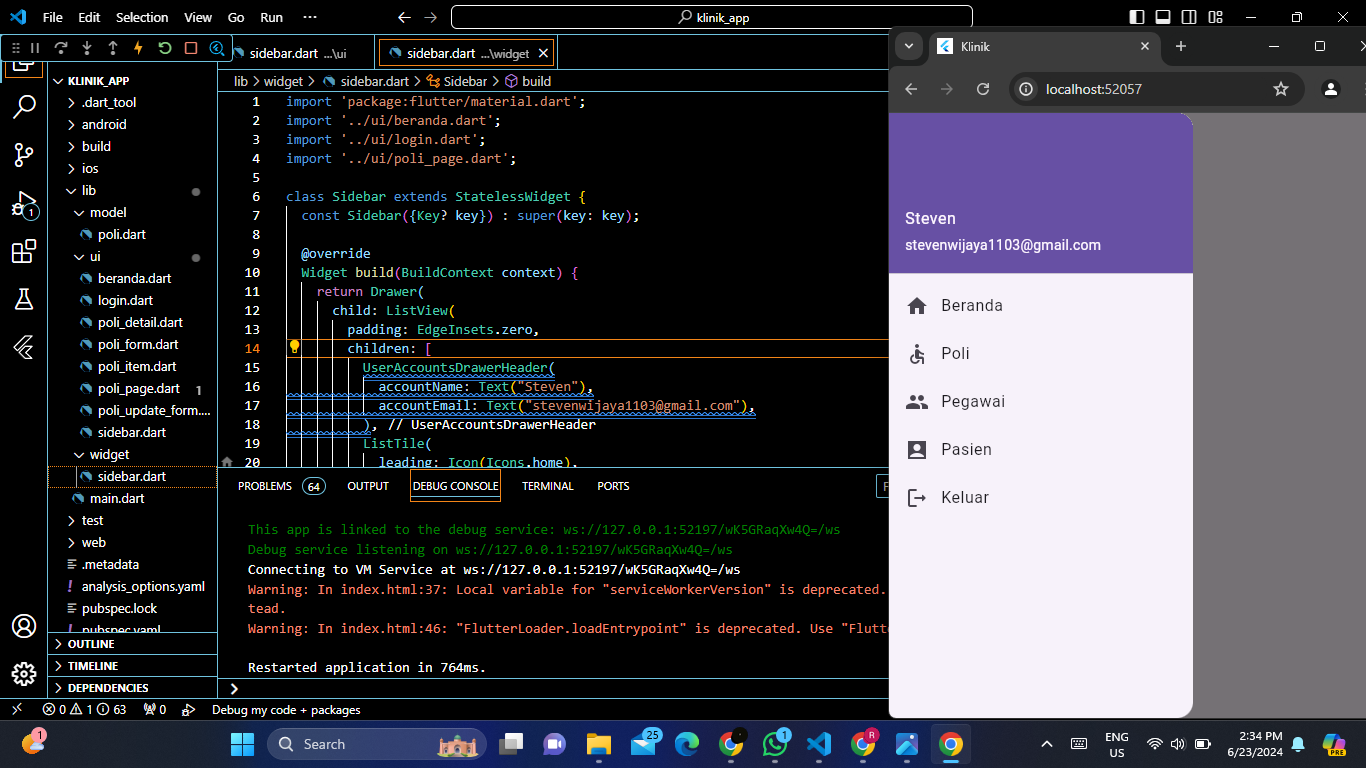 File Edit Selection View Go Run ···
klinik_app
sidebar.dart ...\ui
sidebar.dart ...\widget
lib > widget > sidebar.dart > Sidebar > build
KLINIK_APP
.dart_tool
android
build
ios
lib
model
poli.dart
ui
beranda.dart
login.dart
poli_detail.dart
poli_form.dart
poli_item.dart
poli_page.dart 1
poli_update_form....
sidebar.dart
widget
sidebar.dart
main.dart
test
web
.metadata
analysis_options.yaml
pubspec.lock
pubspec.yaml
OUTLINE
TIMELINE
DEPENDENCIES
1
1 import 'package:flutter/material.dart';
2 import '../ui/beranda.dart';
3 import '../ui/login.dart';
4 import '../ui/poli_page.dart';
5
6 class Sidebar extends StatelessWidget {
7 const Sidebar({Key? key}) : super(key: key);
8
9 @override
10 Widget build(BuildContext context) {
11 return Drawer(
12 child: ListView(
13 padding: EdgeInsets.zero,
14 children: [
15 UserAccountsDrawerHeader(
16 accountName: Text("Steven"),
17 accountEmail: Text("stevenwijaya1103@gmail.com"),
18 ), // UserAccountsDrawerHeader
19 ListTile(
20 leading: Icon(Icons.home),
PROBLEMS 64 OUTPUT DEBUG CONSOLE TERMINAL PORTS F
This app is linked to the debug service: ws://127.0.0.1:52197/wK5GRaqXw4Q=/ws
Debug service listening on ws://127.0.0.1:52197/wK5GRaqXw4Q=/ws
Connecting to VM Service at ws://127.0.0.1:52197/wK5GRaqXw4Q=/ws
Warning: In index.html:37: Local variable for "serviceWorkerVersion" is deprecated.
tead.
Warning: In index.html:46: "FlutterLoader.loadEntrypoint" is deprecated. Use "Flutt
Restarted application in 764ms.
0 1 63 0 Debug my code + packages
Klinik
localhost:52057
Steven
stevenwijaya1103@gmail.com
Beranda
Poli
Pegawai
Pasien
Keluar
1
Search
25
1
R
ENG
US
2:34 PM
6/23/2024
PRE